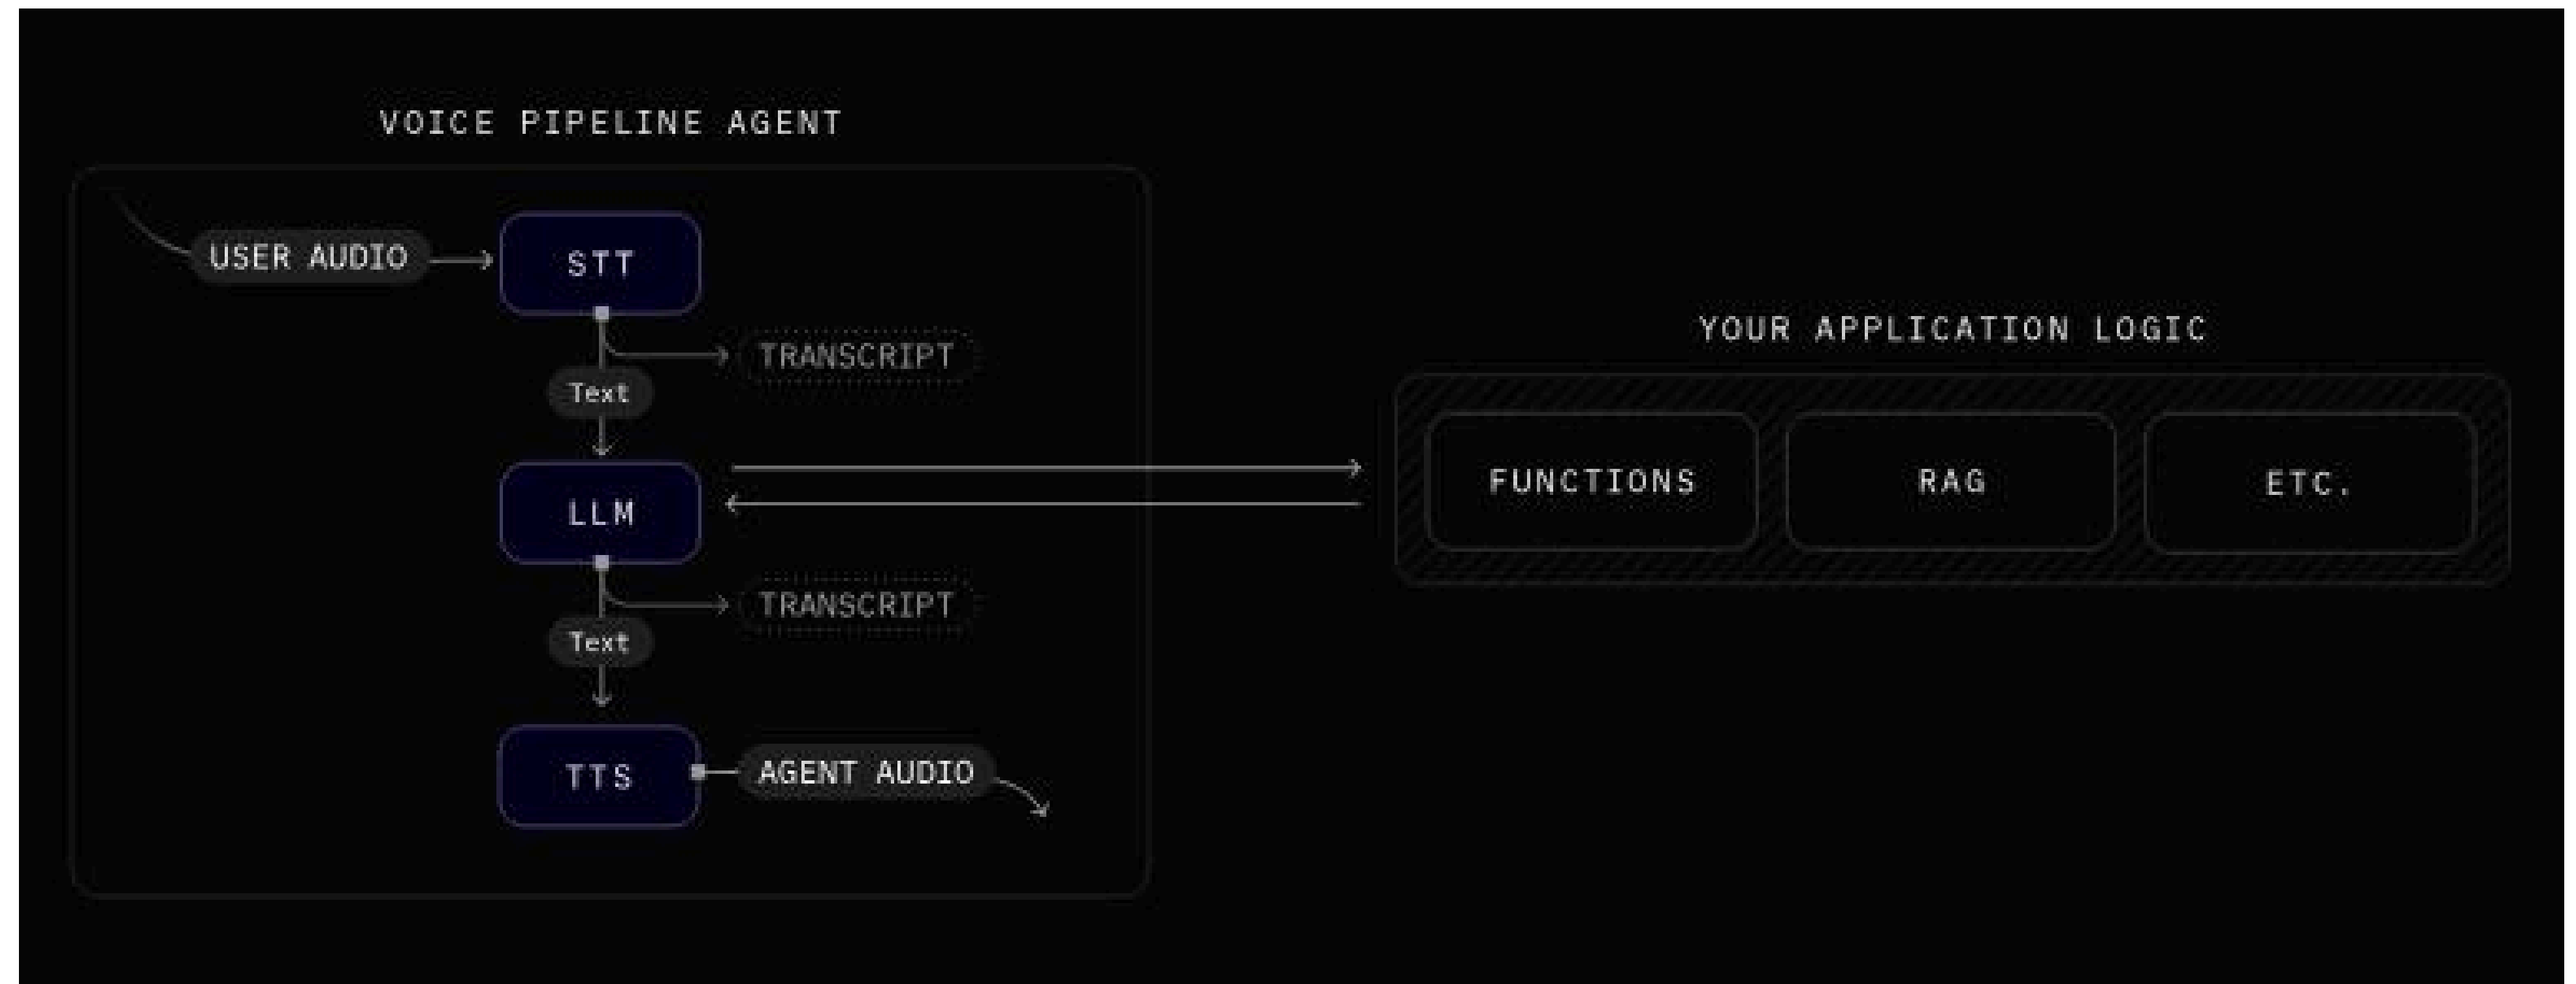 VOICE PIPELINE AGENT
USER AUDIO
STT
TRANSCRIPT
Text
LLM
TRANSCRIPT
Text
TTS
AGENT AUDIO
YOUR APPLICATION LOGIC
FUNCTIONS
RAG
ETC.